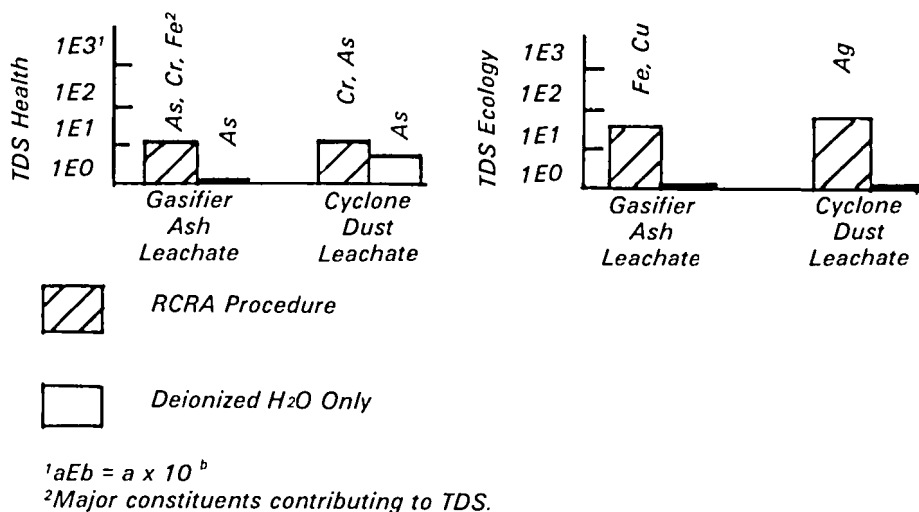 TDS Health
1E3¹
1E2
1E1
1E0
As, Cr, Fe²
As
Cr, As
As
Gasifier
Ash
Leachate
Cyclone
Dust
Leachate
TDS Ecology
1E3
1E2
1E1
1E0
Fe, Cu
Ag
Gasifier
Ash
Leachate
Cyclone
Dust
Leachate
RCRA Procedure
Deionized H₂O Only
¹aEb = a x 10 ᵇ
²Major constituents contributing to TDS.